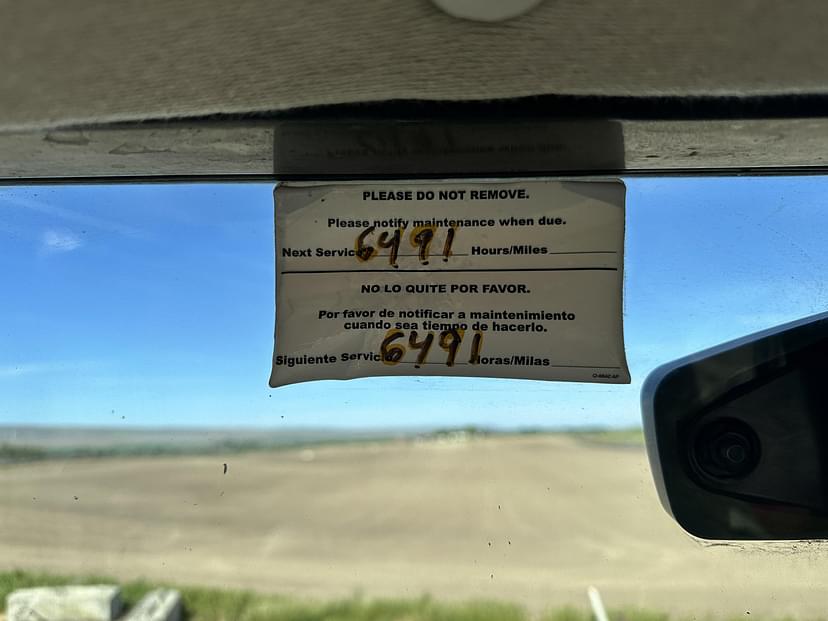 PLEASE DO NOT REMOVE.
Please notify maintenance when due.
Next Service 6491 Hours/Miles
NO LO QUITE POR FAVOR.
Por favor de notificar a maintenimiento
cuando sea tiempo de hacerlo.
Siguiente Servicio 6491 Horas/Milas